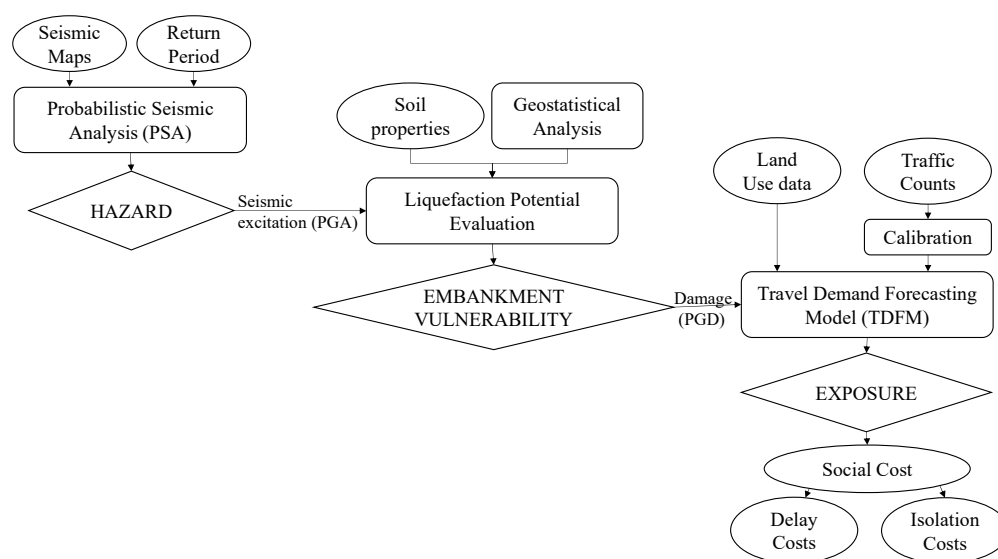 Seismic
Maps
Return
Period
Probabilistic Seismic
Analysis (PSA)
HAZARD
Seismic
excitation (PGA)
Soil
properties
Geostatistical
Analysis
Liquefaction Potential
Evaluation
EMBANKMENT
VULNERABILITY
Damage
(PGD)
Land
Use data
Traffic
Counts
Calibration
Travel Demand Forecasting
Model (TDFM)
EXPOSURE
Social Cost
Delay
Costs
Isolation
Costs